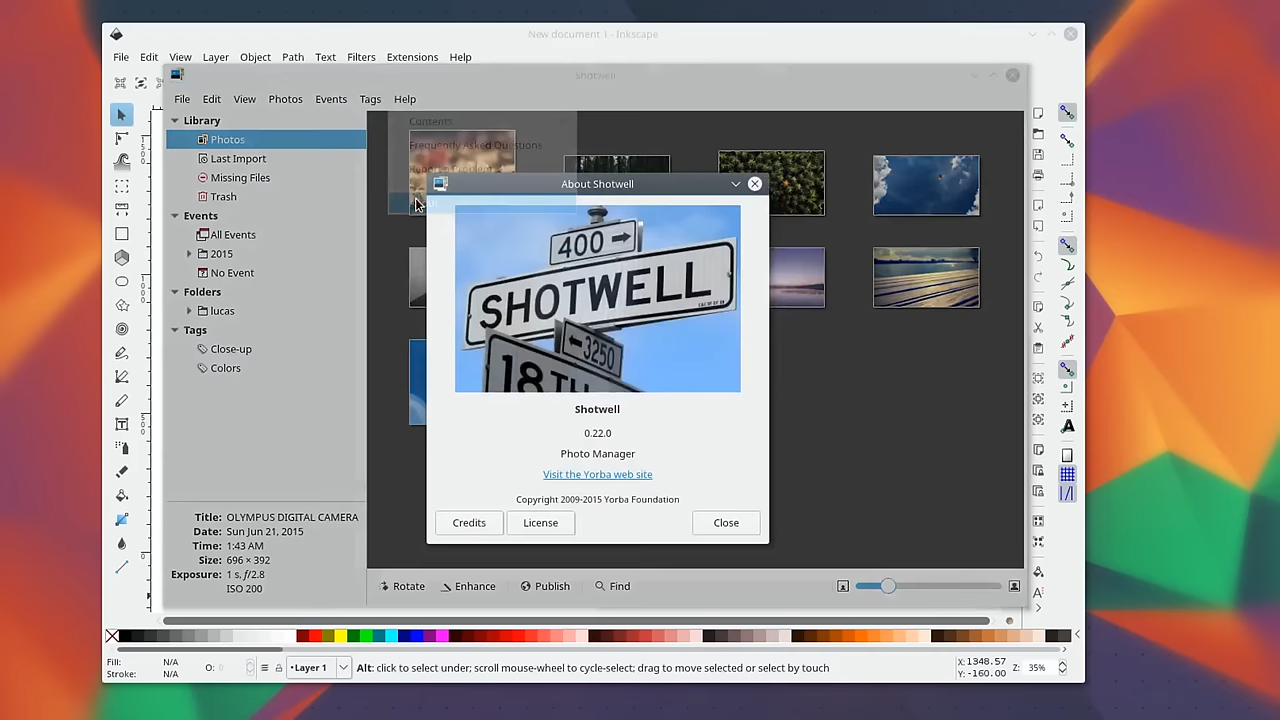 New document 1 - Inkscape
File Edit View Layer Object Path Text Filters Extensions Help
Shotwell
File Edit View Photos Events Tags Help
Library
Photos
Last Import
Missing Files
Trash
Events
All Events
2015
No Event
Folders
lucas
Tags
Close-up
Colors
Title: OLYMPUS DIGITAL CAMERA
Date: Sun Jun 21, 2015
Time: 1:43 AM
Size: 696 × 392
Exposure: 1 s, f/2.8
ISO 200
Contents
Frequently Asked Questions
About Shotwell
400
SHOTWELL
3250
18TH
Shotwell
0.22.0
Photo Manager
Visit the Yorba web site
Copyright 2009-2015 Yorba Foundation
Credits License Close
Rotate Enhance Publish Find
Fill: N/A
Stroke: N/A
O: 0
Layer 1
Alt: click to select under; scroll mouse-wheel to cycle-select; drag to move selected or select by touch
X: 1348.57
Y: -160.00
Z: 35%